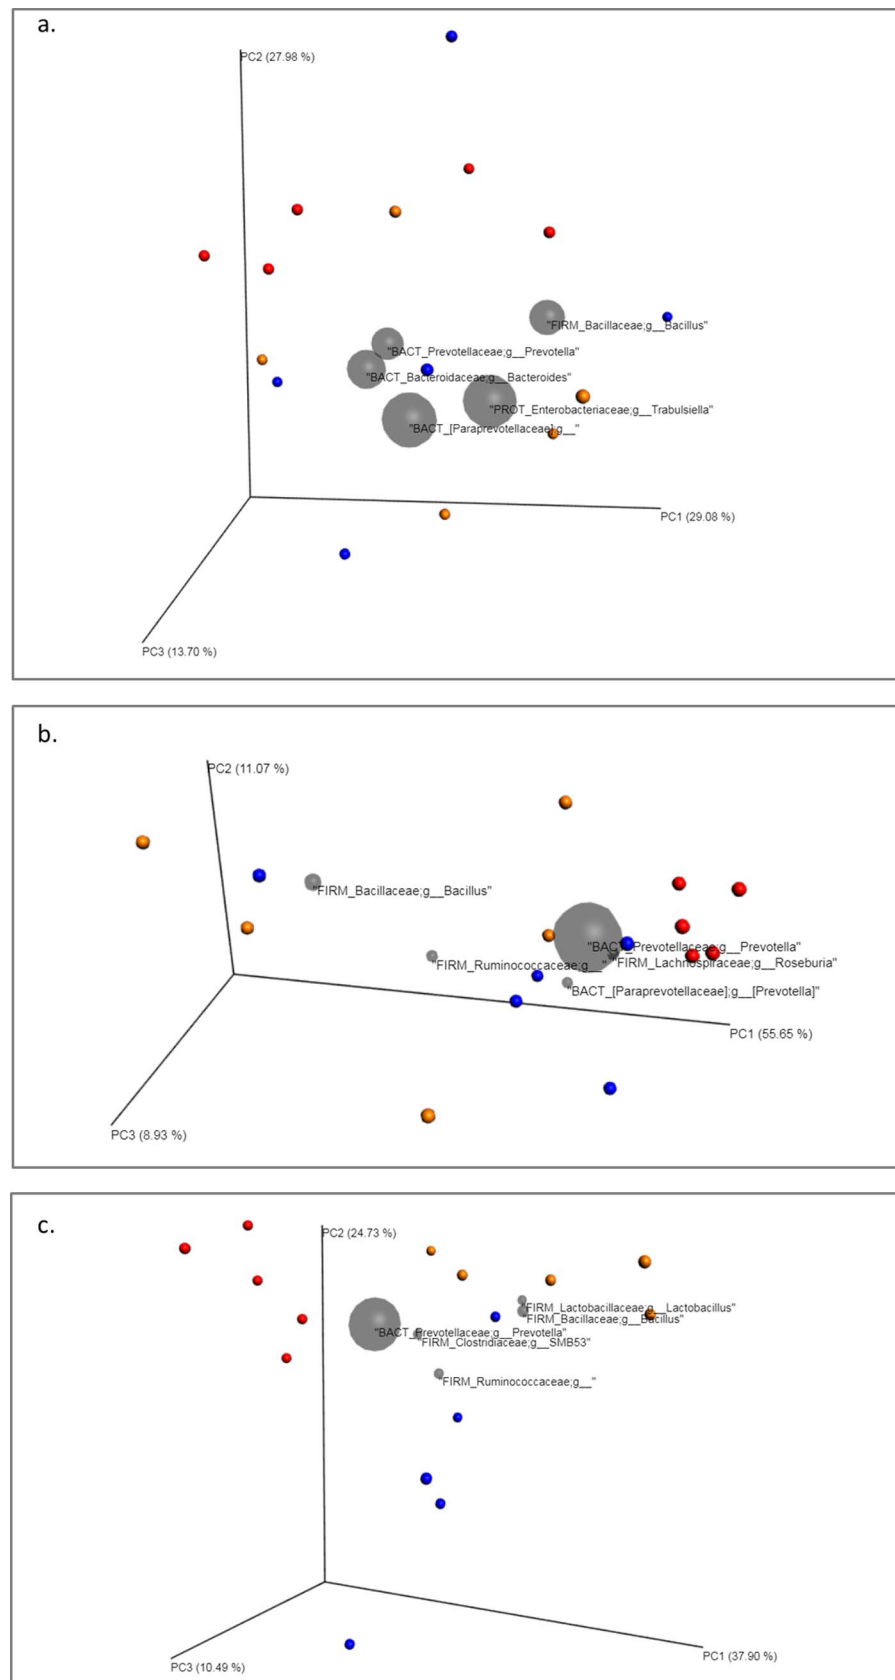 a.
PC2 (27.98 %)
"FIRM_Bacillaceae;g__Bacillus"
"BACT_Prevotellaceae;g__Prevotella"
"BACT_Bacteroidaceae;g__Bacteroides"
"PROT_Enterobacteriaceae;g__Trabulsiella"
"BACT_[Paraprevotellaceae];g__"
PC1 (29.08 %)
PC3 (13.70 %)
b.
PC2 (11.07 %)
"FIRM_Bacillaceae;g__Bacillus"
"BACT_Prevotellaceae;g__Prevotella"
"FIRM_Ruminococcaceae;g__"
"FIRM_Lachnospiraceae;g__Roseburia"
"BACT_[Paraprevotellaceae];g__[Prevotella]"
PC1 (55.65 %)
PC3 (8.93 %)
c.
PC2 (24.73 %)
"FIRM_Lactobacillaceae;g__Lactobacillus"
"FIRM_Bacillaceae;g__Bacillus"
"BACT_Prevotellaceae;g__Prevotella"
"FIRM_Clostridiaceae;g__SMB53"
"FIRM_Ruminococcaceae;g__"
PC1 (37.90 %)
PC3 (10.49 %)